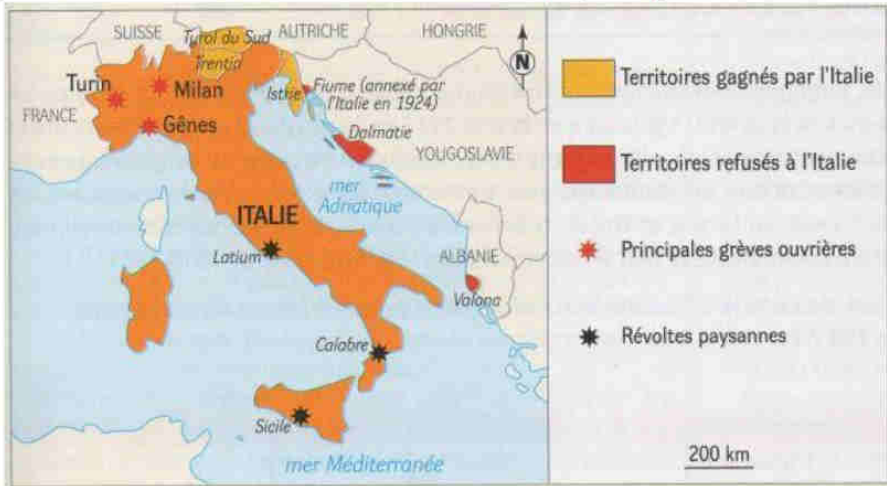 SUISSE
AUTRICHE
HONGRIE
Tyrol du Sud
Trentin
N
Turin
Milan
Gênes
FRANCE
Istrie
Fiume (annexé par
l'Italie en 1924)
Dalmatie
YOUGOSLAVIE
mer
Adriatique
ITALIE
Latium
ALBANIE
Valona
Calabre
Sicile
mer Méditerranée
Territoires gagnés par l'Italie
Territoires refusés à l'Italie
Principales grèves ouvrières
Révoltes paysannes
200 km